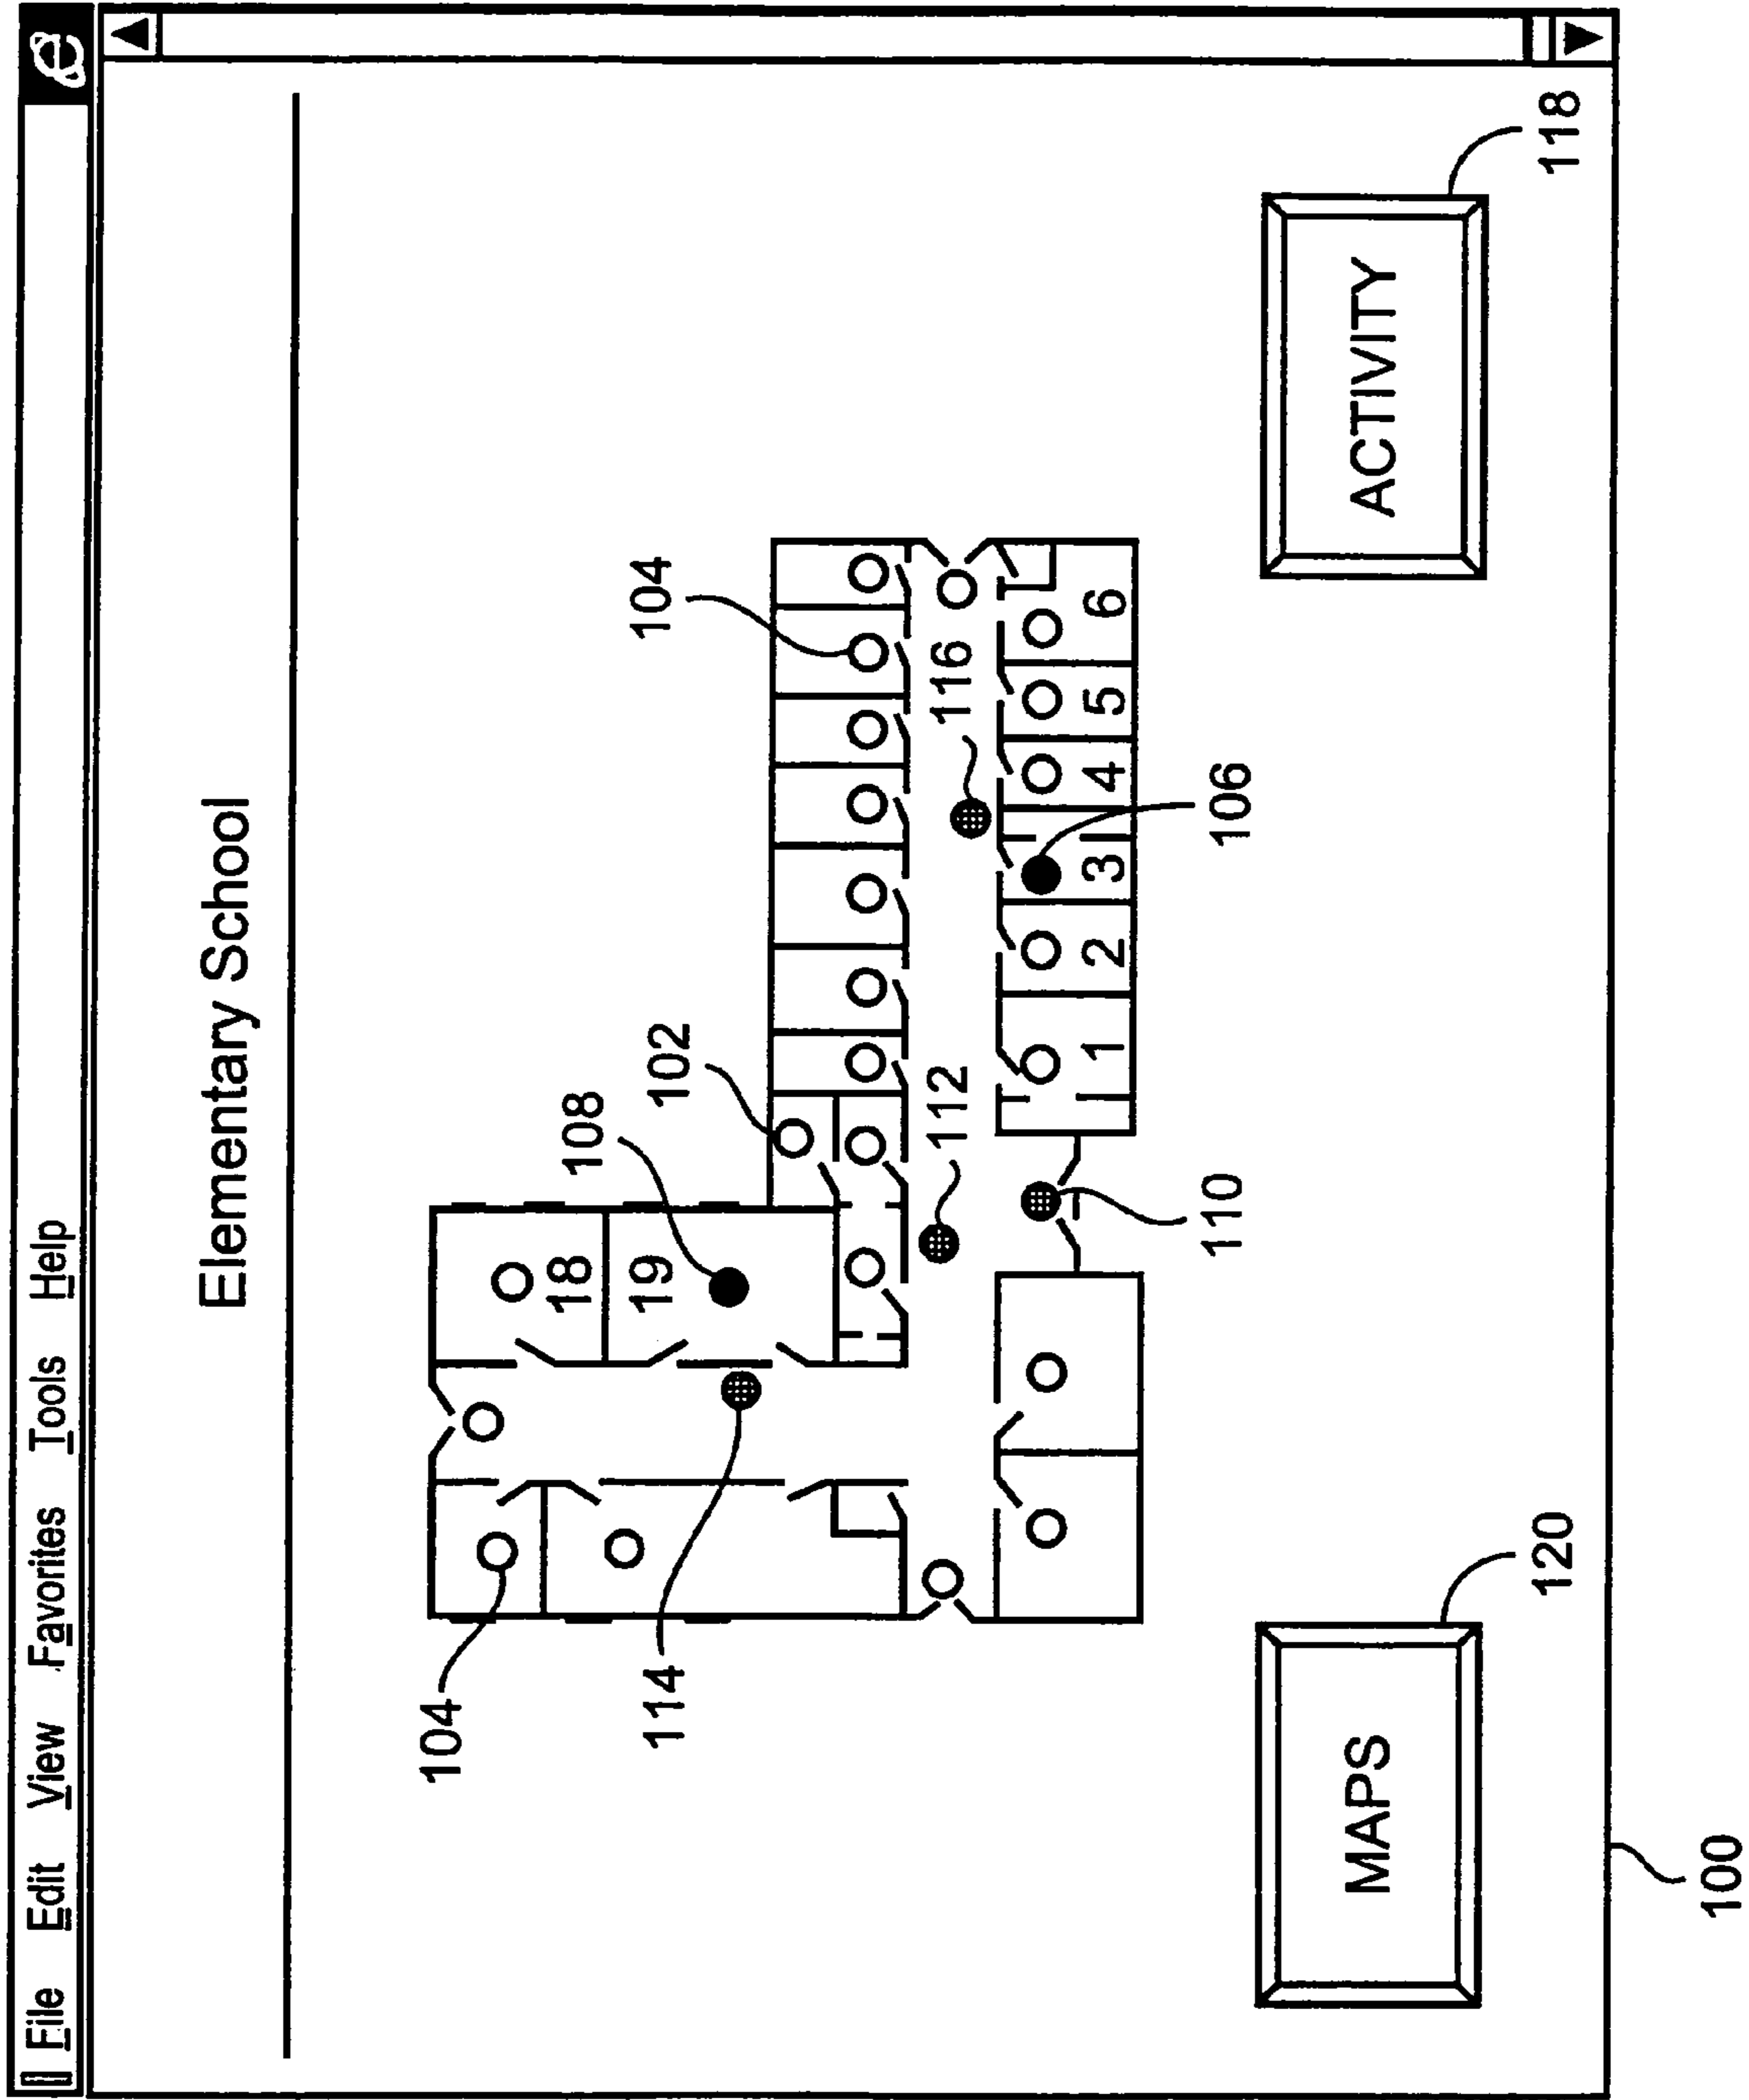 File Edit View Favorites Tools Help
Elementary School
104
108
102
104
18
19
114
112
116
1 2 3 4 5 6
110
106
MAPS
ACTIVITY
120
118
100